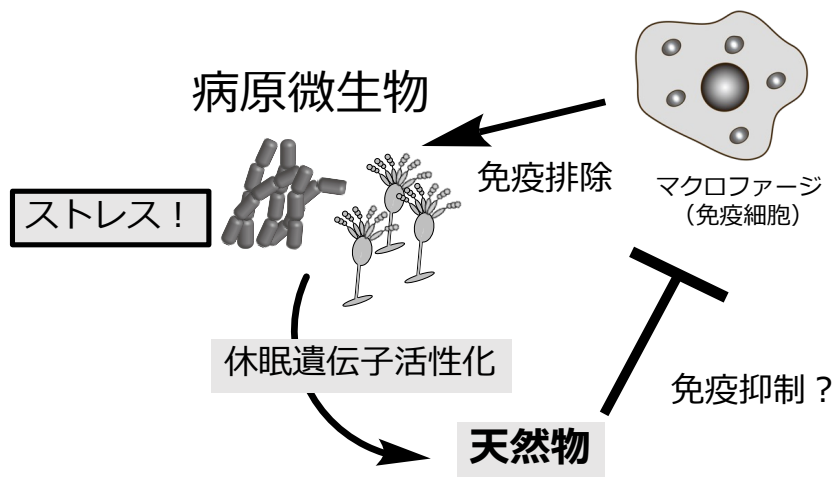 病原微生物
免疫排除
マクロファージ
（免疫細胞）
ストレス！
休眠遺伝子活性化
免疫抑制？
天然物